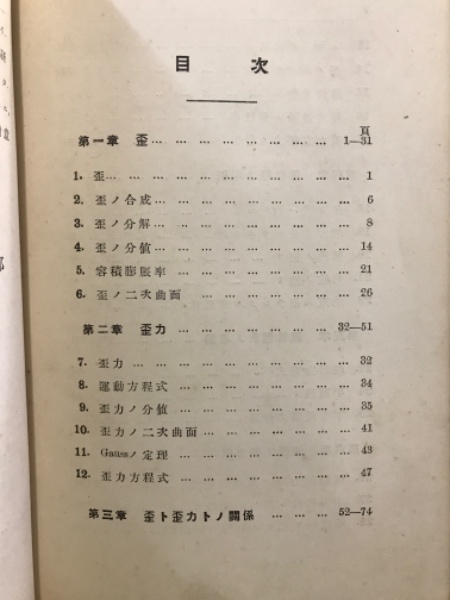 目 次
頁
第一章 歪… … … … … … … … … 1—31
1. 歪… … … … … … … … … … 1
2. 歪ノ合成… … … … … … … … … 6
3. 歪ノ分解… … … … … … … … … 8
4. 歪ノ分値… … … … … … … … … 14
5. 容積膨脹率 … … … … … … … … 21
6. 歪ノ二次曲面 … … … … … … … 26
第二章 歪力 … … … … … … … … 32—51
7. 歪力 … … … … … … … … … 32
8. 運動方程式 … … … … … … … … 34
9. 歪力ノ分値… … … … … … … … 35
10. 歪力ノ二次曲面 … … … … … … … 41
11. Gaussノ定理 … … … … … … … … 43
12. 歪力方程式 … … … … … … … … 47
第三章 歪ト歪力トノ關係 … … … 52—74